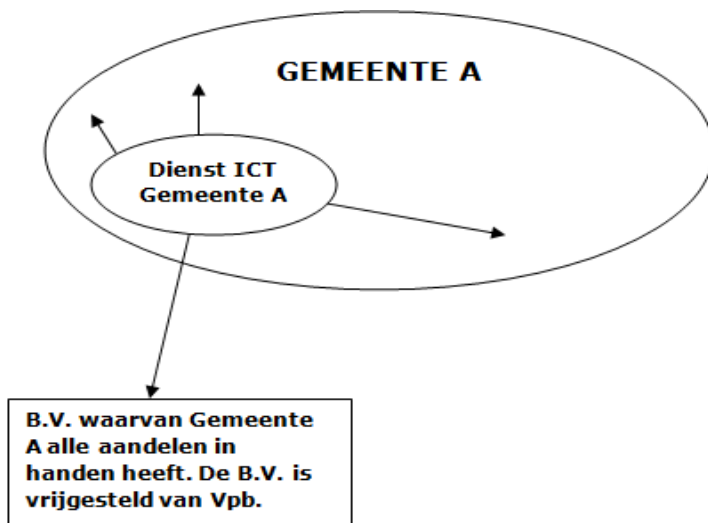 GEMEENTE A
Dienst ICT
Gemeente A
B.V. waarvan Gemeente
A alle aandelen in
handen heeft. De B.V. is
vrijgesteld van Vpb.